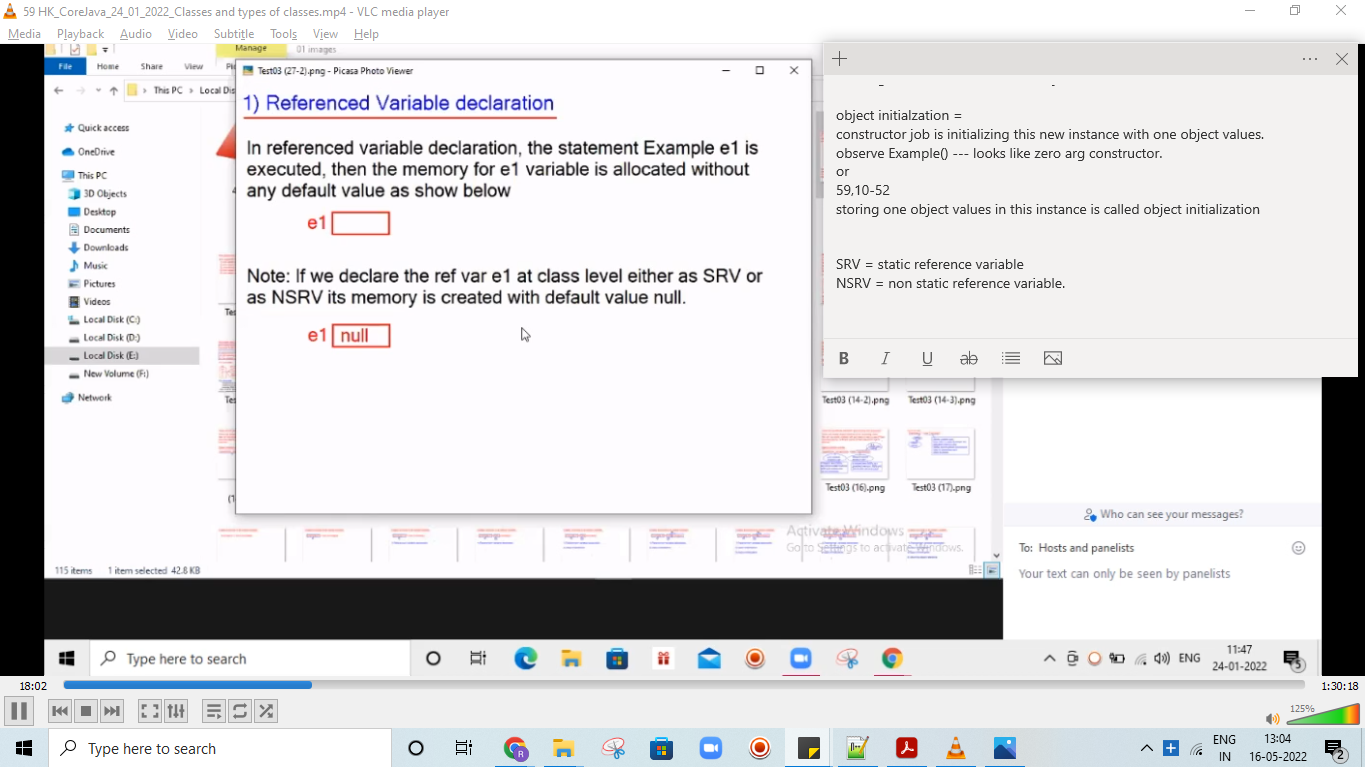 59 HK_CoreJava_24_01_2022_Classes and types of classes.mp4 - VLC media player
Media Playback Audio Video Subtitle Tools View Help
Manage 01 images
File Home Share View
This PC Local Dis
Quick access
OneDrive
This PC
3D Objects
Desktop
Documents
Downloads
Music
Pictures
Videos
Local Disk (C:)
Local Disk (D:)
Local Disk (E:)
New Volume (F:)
Network
115 items 1 item selected 42.8 KB
Test03 (27-2).png - Picasa Photo Viewer
1) Referenced Variable declaration
In referenced variable declaration, the statement Example e1 is
executed, then the memory for e1 variable is allocated without
any default value as show below
e1
Note: If we declare the ref var e1 at class level either as SRV or
as NSRV its memory is created with default value null.
e1 null
object initialzation =
constructor job is initializing this new instance with one object values.
observe Example() --- looks like zero arg constructor.
or
59,10-52
storing one object values in this instance is called object initialization
SRV = static reference variable
NSRV = non static reference variable.
B I U ab
Test03 (14-2).png Test03 (14-3).png
Test03 (16).png Test03 (17).png
Activate Windows
Go to Settings to activate Windows.
Who can see your messages?
To: Hosts and panelists
Your text can only be seen by panelists
Type here to search
ENG
11:47
24-01-2022
5
18:02
1:30:18
125%
Type here to search
ENG
IN
13:04
16-05-2022
2